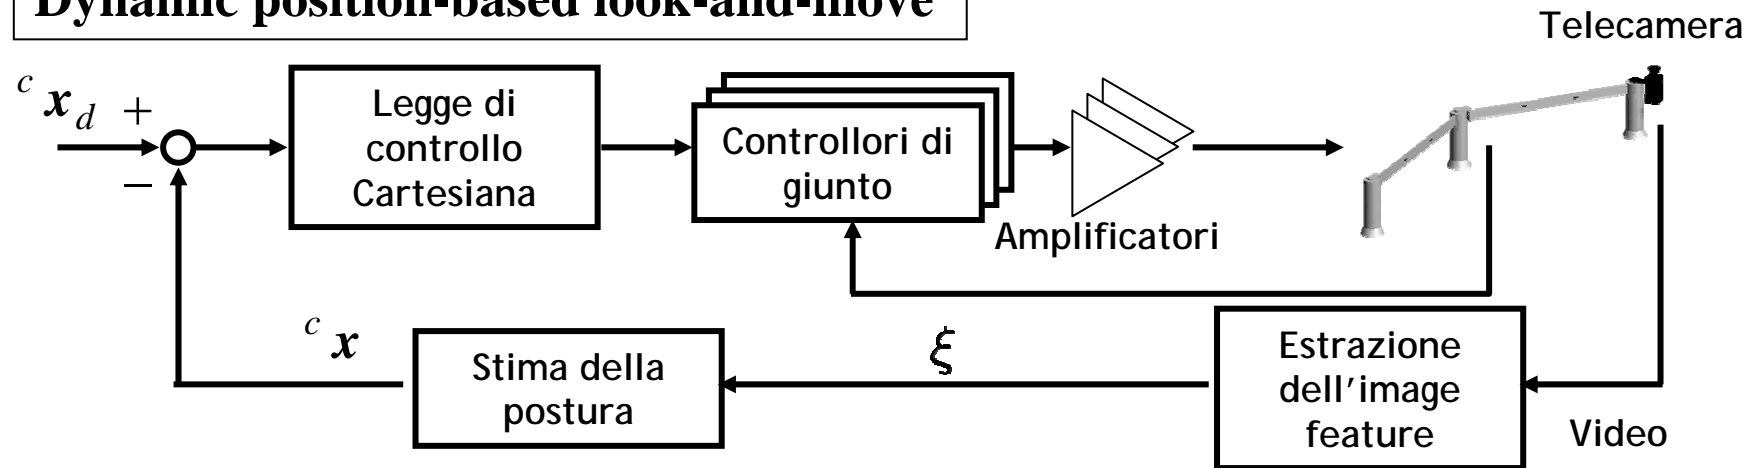 Dynamic position-based look-and-move
Telecamera
c x d +
−
Legge di
controllo
Cartesiana
Controllori di
giunto
Amplificatori
c x
Stima della
postura
ξ
Estrazione
dell'image
feature
Video